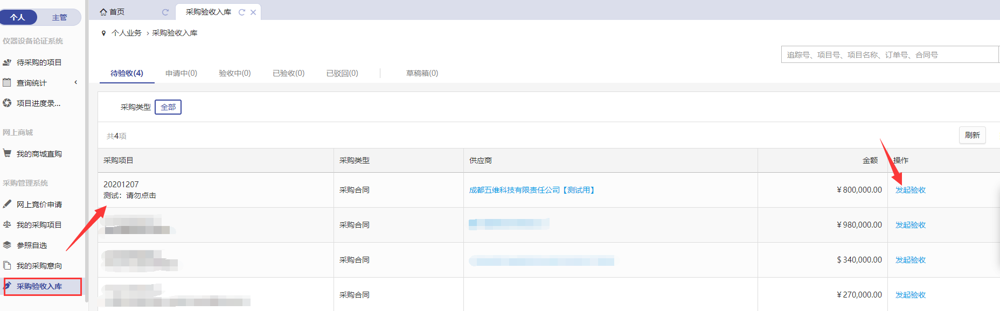 个人 主管
仪器设备论证系统
待采购的项目
查询统计
项目进度录...
网上商城
我的商城直购
采购管理系统
网上竞价申请
我的采购项目
参照自选
我的采购意向
采购验收入库
首页 采购验收入库
个人业务 › 采购验收入库
追踪号、项目号、项目名称、订单号、合同号
待验收(4) 申请中(0) 验收中(0) 已验收(0) 已驳回(0) 草稿箱(0)
采购类型 全部
共4项 刷新
采购项目 采购类型 供应商 金额 操作
20201207
测试：请勿点击
采购合同 成都五维科技有限责任公司【测试用】 ¥ 800,000.00 发起验收
采购合同 ¥ 980,000.00 发起验收
采购合同 $ 340,000.00 发起验收
采购合同 ¥ 270,000.00 发起验收